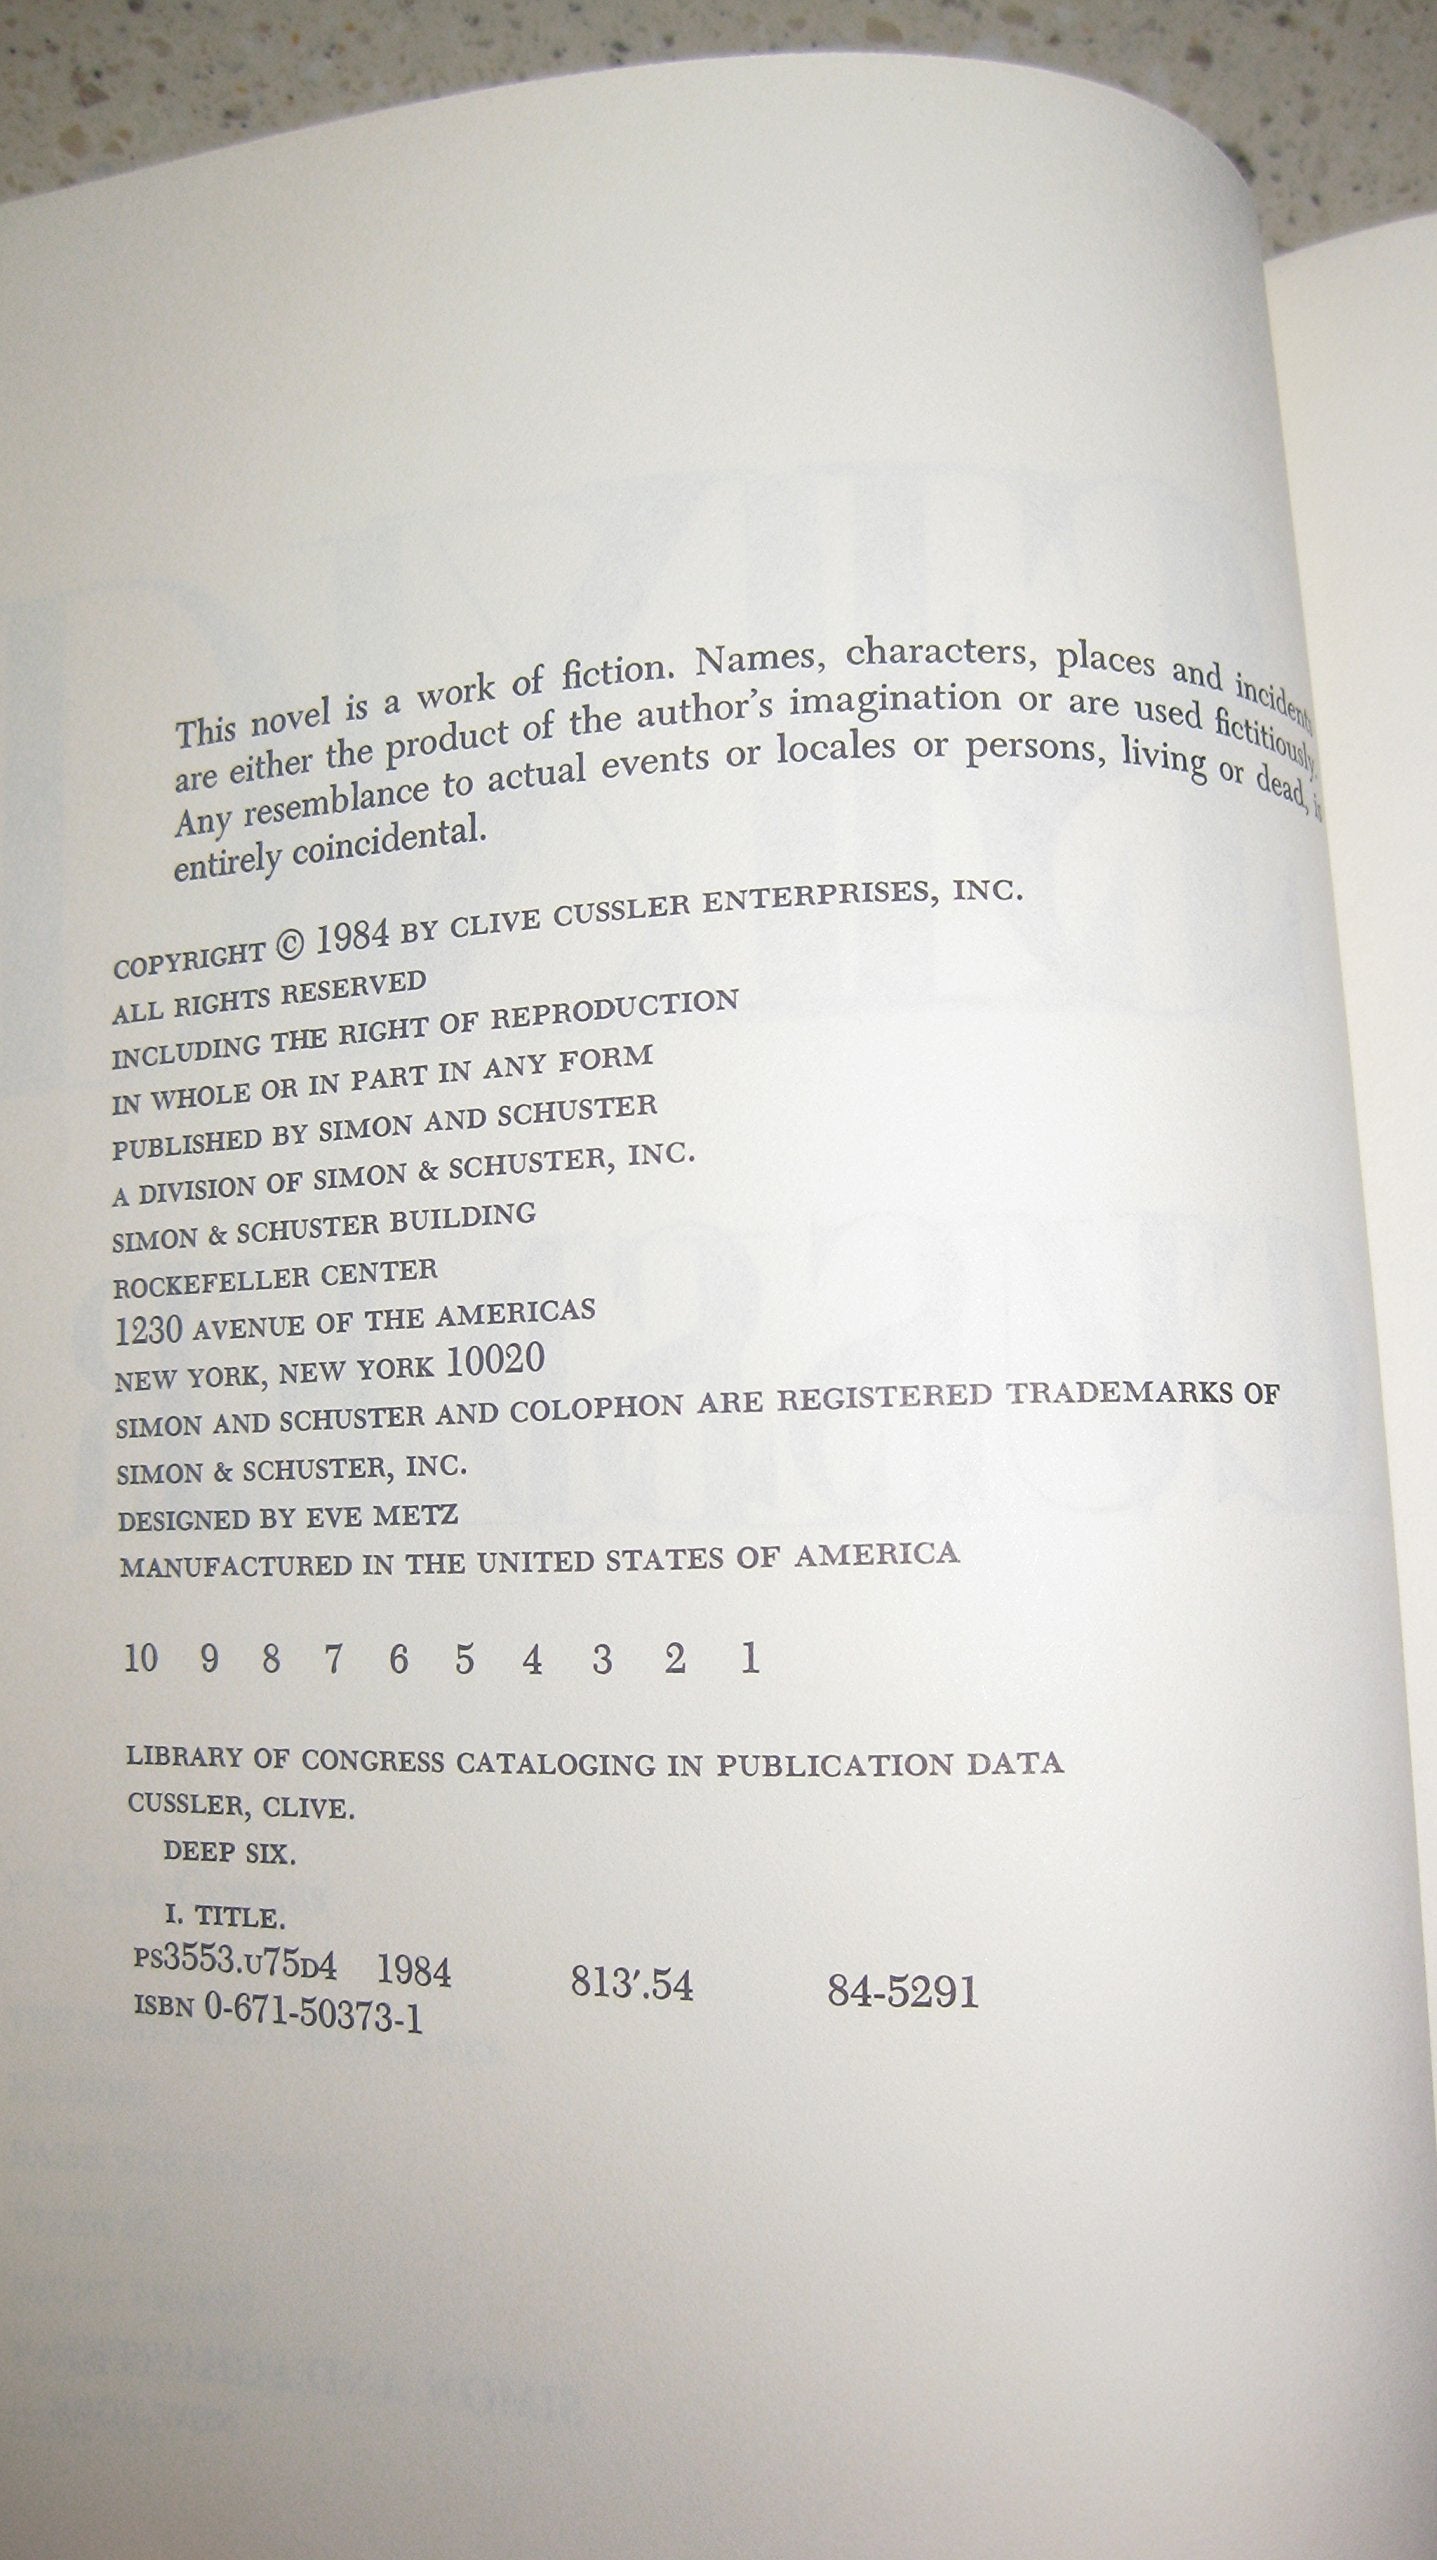 This novel is a work of fiction. Names, characters, places and incidents
are either the product of the author's imagination or are used fictitiously.
Any resemblance to actual events or locales or persons, living or dead, is
entirely coincidental.
COPYRIGHT © 1984 BY CLIVE CUSSLER ENTERPRISES, INC.
ALL RIGHTS RESERVED
INCLUDING THE RIGHT OF REPRODUCTION
IN WHOLE OR IN PART IN ANY FORM
PUBLISHED BY SIMON AND SCHUSTER
A DIVISION OF SIMON & SCHUSTER, INC.
SIMON & SCHUSTER BUILDING
ROCKEFELLER CENTER
1230 AVENUE OF THE AMERICAS
NEW YORK, NEW YORK 10020
SIMON AND SCHUSTER AND COLOPHON ARE REGISTERED TRADEMARKS OF
SIMON & SCHUSTER, INC.
DESIGNED BY EVE METZ
MANUFACTURED IN THE UNITED STATES OF AMERICA
10 9 8 7 6 5 4 3 2 1
LIBRARY OF CONGRESS CATALOGING IN PUBLICATION DATA
CUSSLER, CLIVE.
DEEP SIX.
I. TITLE.
PS3553.U75D4 1984 813′.54 84-5291
ISBN 0-671-50373-1